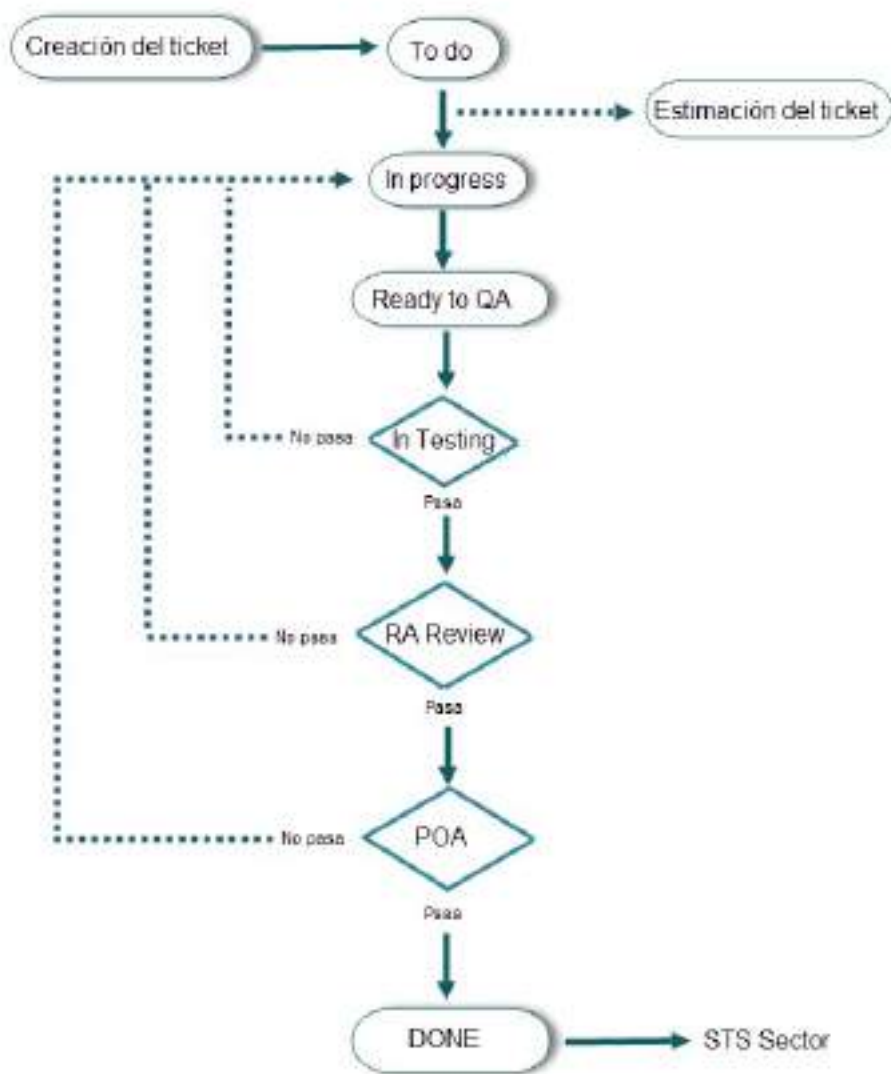 Creación del ticket
To do
Estimación del ticket
In progress
Ready to QA
No pasa
In Testing
Pasa
No pasa
RA Review
Pasa
No pasa
POA
Pasa
DONE
STS Sector